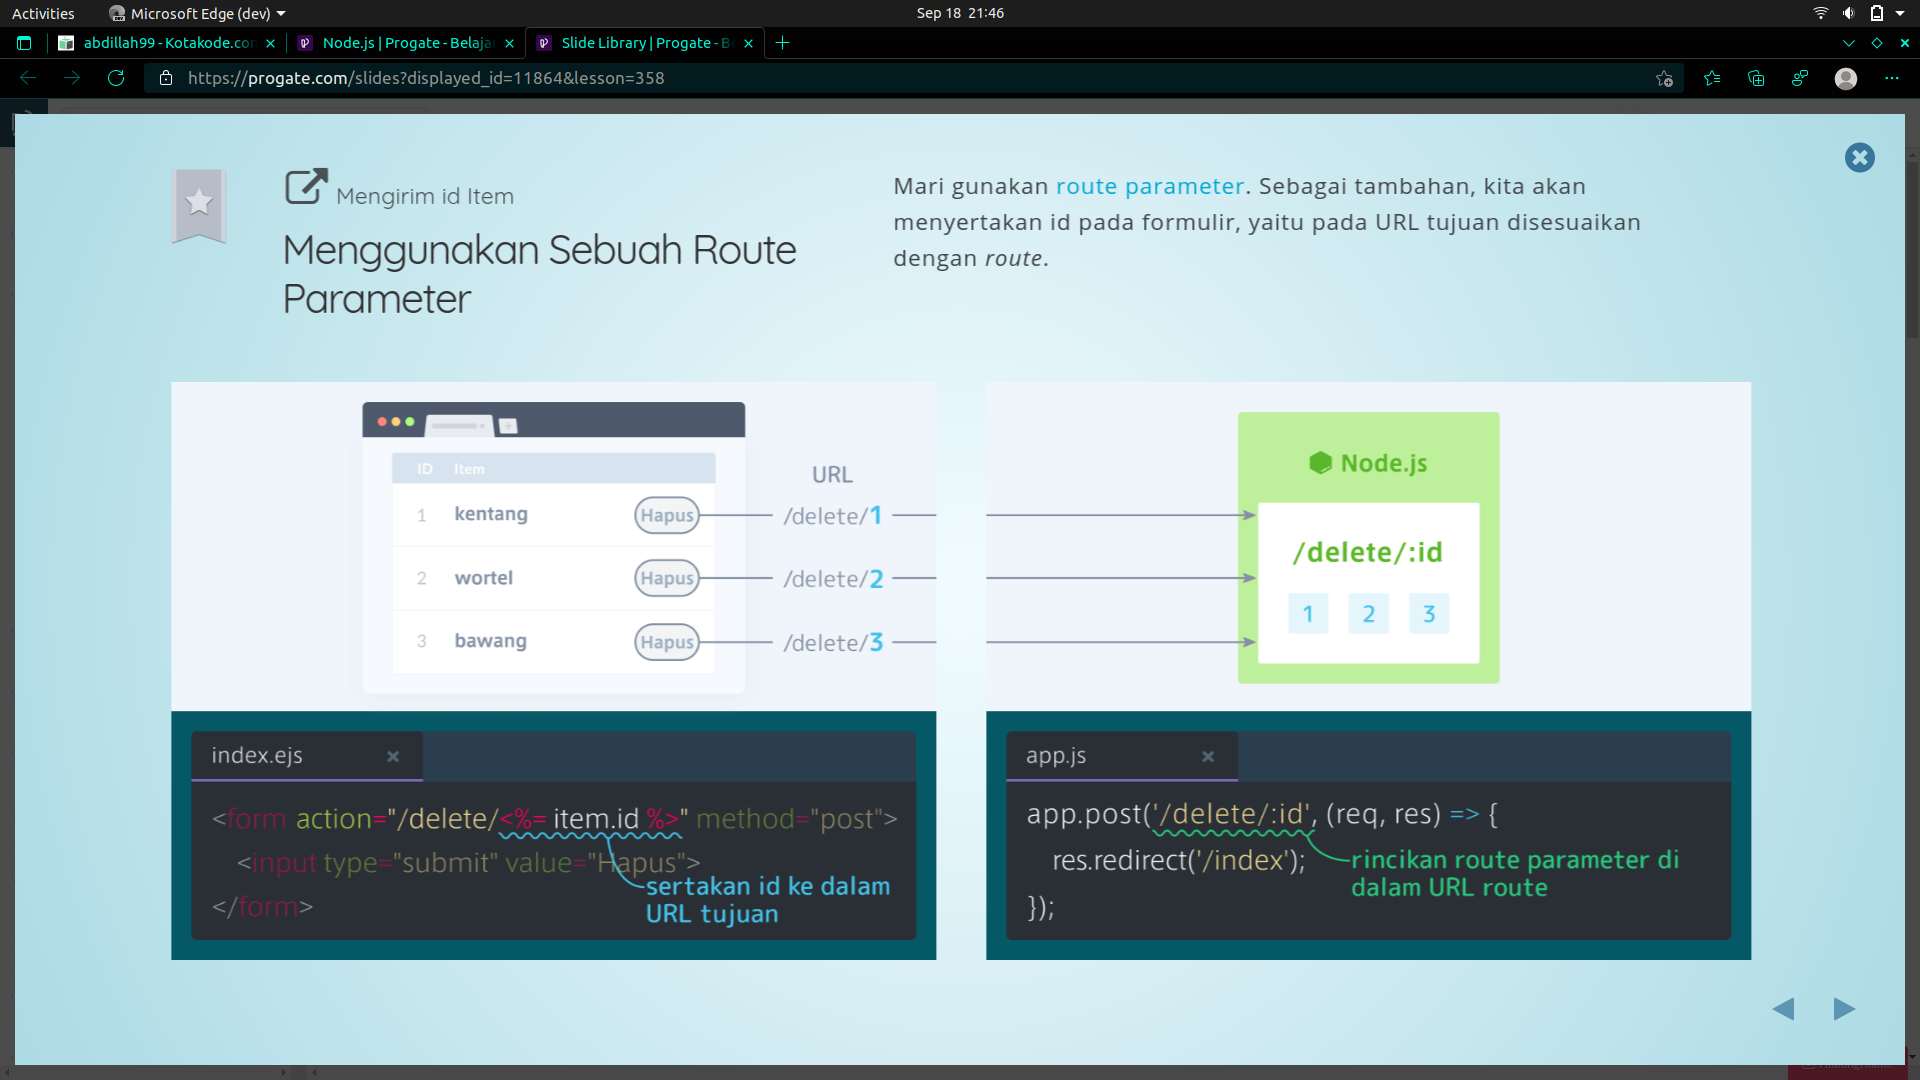 Activities
Microsoft Edge (dev)
Sep 18 21:46
abdillah99 - Kotakode.con
Node.js | Progate - Belaja
Slide Library | Progate - B
https://progate.com/slides?displayed_id=11864&lesson=358
Mengirim id Item
Menggunakan Sebuah Route
Parameter
Mari gunakan route parameter. Sebagai tambahan, kita akan
menyertakan id pada formulir, yaitu pada URL tujuan disesuaikan
dengan route.
ID Item
1 kentang Hapus
2 wortel Hapus
3 bawang Hapus
URL
/delete/1
/delete/2
/delete/3
Node.js
/delete/:id
1 2 3
index.ejs
<form action="/delete/<%= item.id %>" method="post">
<input type="submit" value="Hapus">
</form>
sertakan id ke dalam
URL tujuan
app.js
app.post('/delete/:id', (req, res) => {
res.redirect('/index');
});
rincikan route parameter di
dalam URL route